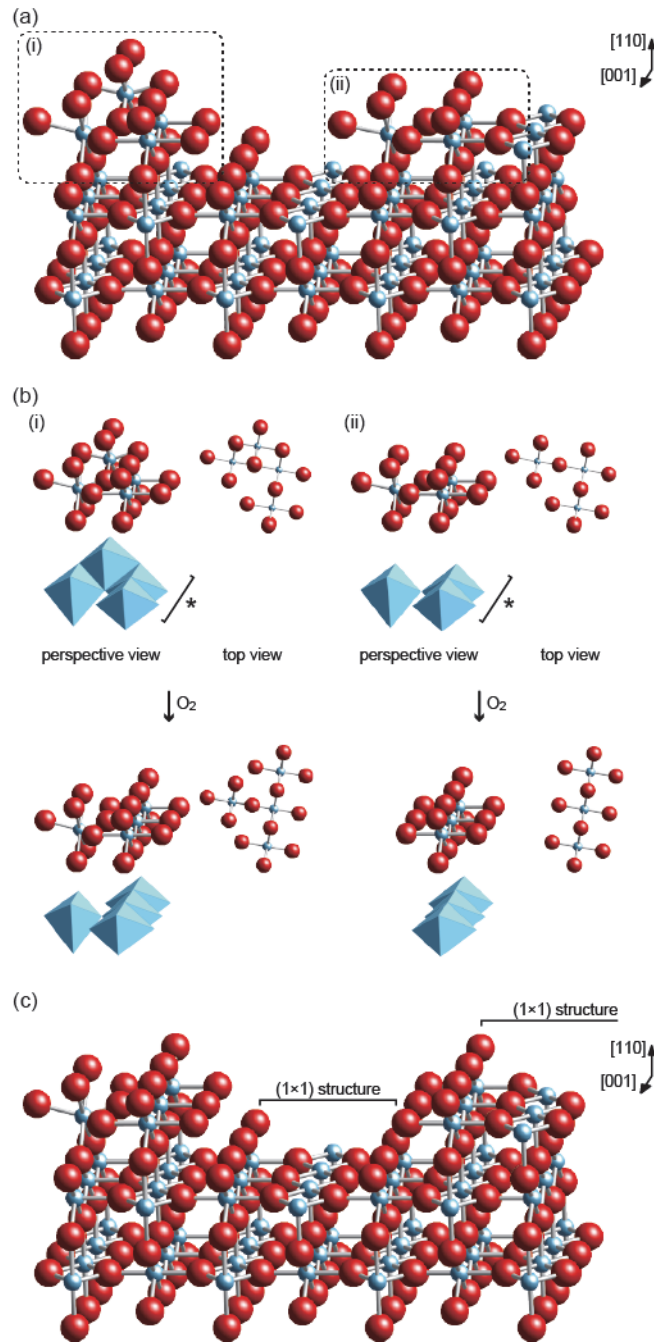 (a)
(i)
(ii)
[110]
[001]
(b)
(i)
(ii)
*
*
perspective view
top view
perspective view
top view
O₂
O₂
(c)
(1×1) structure
(1×1) structure
[110]
[001]